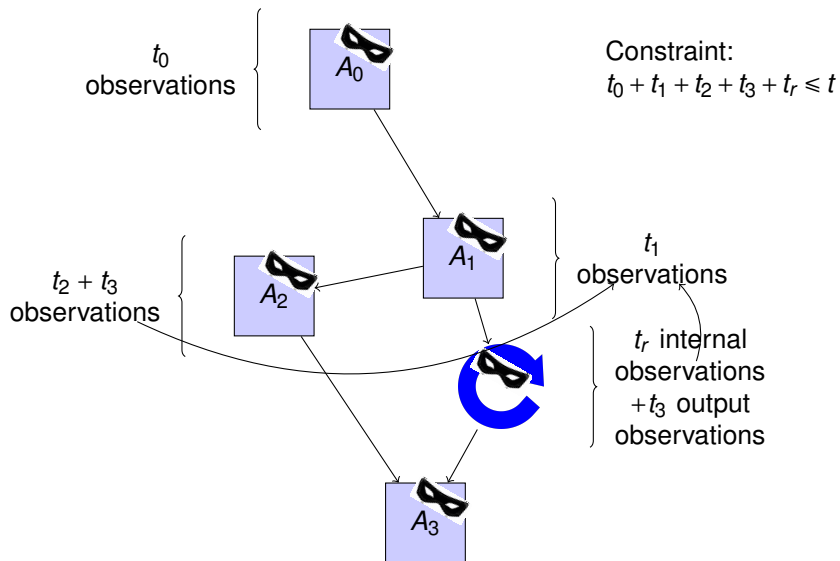 t₀
observations
A₀
Constraint:
t₀ + t₁ + t₂ + t₃ + tᵣ ⩽ t
A₁
t₁
observations
A₂
t₂ + t₃
observations
tᵣ internal
observations
+t₃ output
observations
A₃